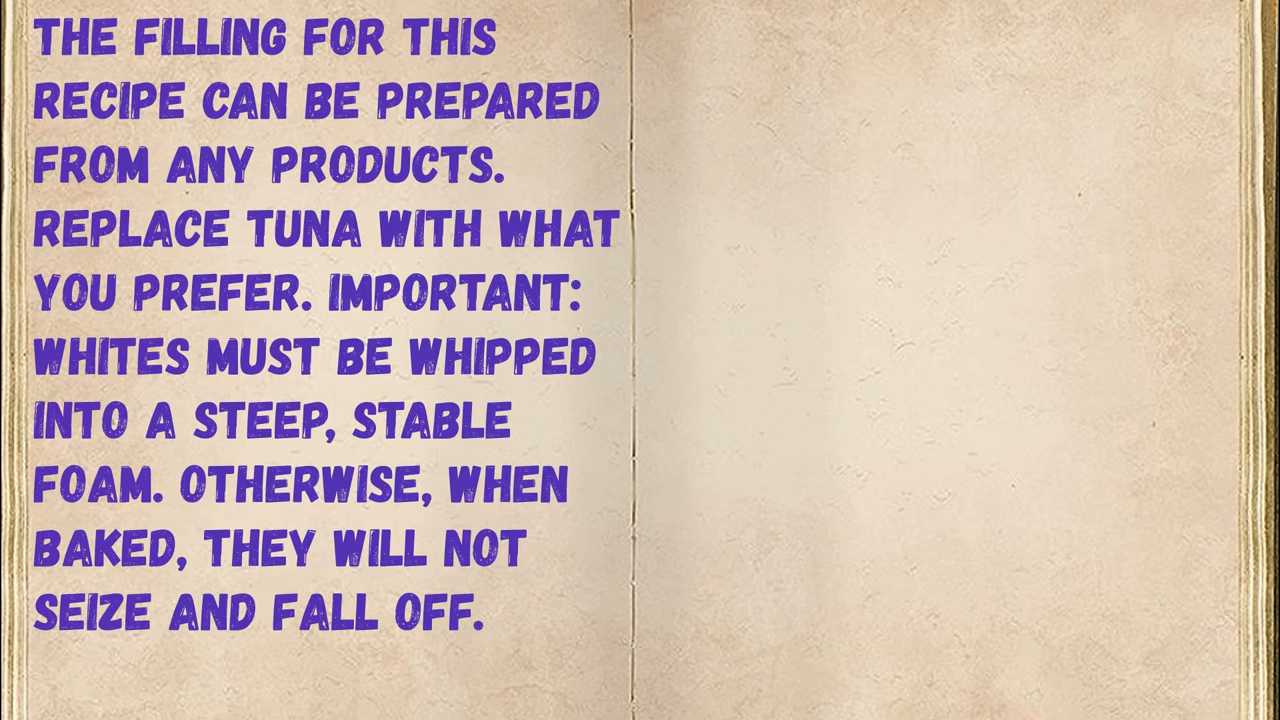 THE FILLING FOR THIS
RECIPE CAN BE PREPARED
FROM ANY PRODUCTS.
REPLACE TUNA WITH WHAT
YOU PREFER. IMPORTANT:
WHITES MUST BE WHIPPED
INTO A STEEP, STABLE
FOAM. OTHERWISE, WHEN
BAKED, THEY WILL NOT
SEIZE AND FALL OFF.